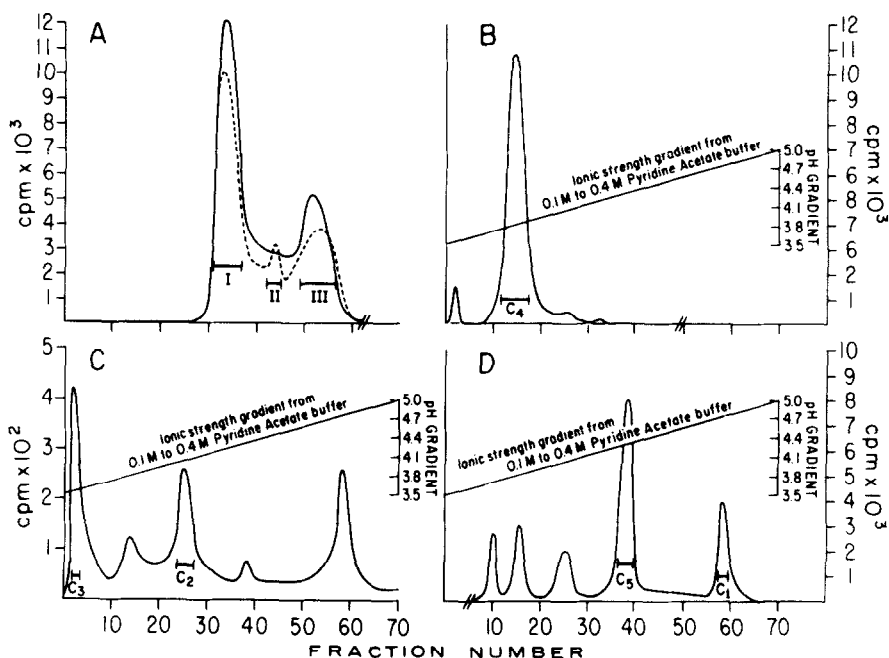 A
12
11
10
9
8
7
6
5
4
3
2
1
cpm x 10³
I
II
III
B
Ionic strength gradient from
0.1 M to 0.4 M Pyridine Acetate buffer
5.0
4.7
4.4
4.1
3.8
3.5
pH GRADIENT
C₄
12
11
10
9
8
7
2
1
cpm x 10³
C
5
4
3
2
1
cpm x 10²
Ionic strength gradient from
0.1 M to 0.4 M Pyridine Acetate buffer
5.0
4.7
4.4
4.1
3.8
3.5
pH GRADIENT
C₃
C₂
10 20 30 40 50 60 70
D
Ionic strength gradient from
0.1 M to 0.4 M Pyridine Acetate buffer
5.0
4.7
4.4
4.1
3.8
3.5
pH GRADIENT
C₅
C₁
10
9
8
7
6
5
4
3
2
1
cpm x 10³
10 20 30 40 50 60 70 80
FRACTION NUMBER